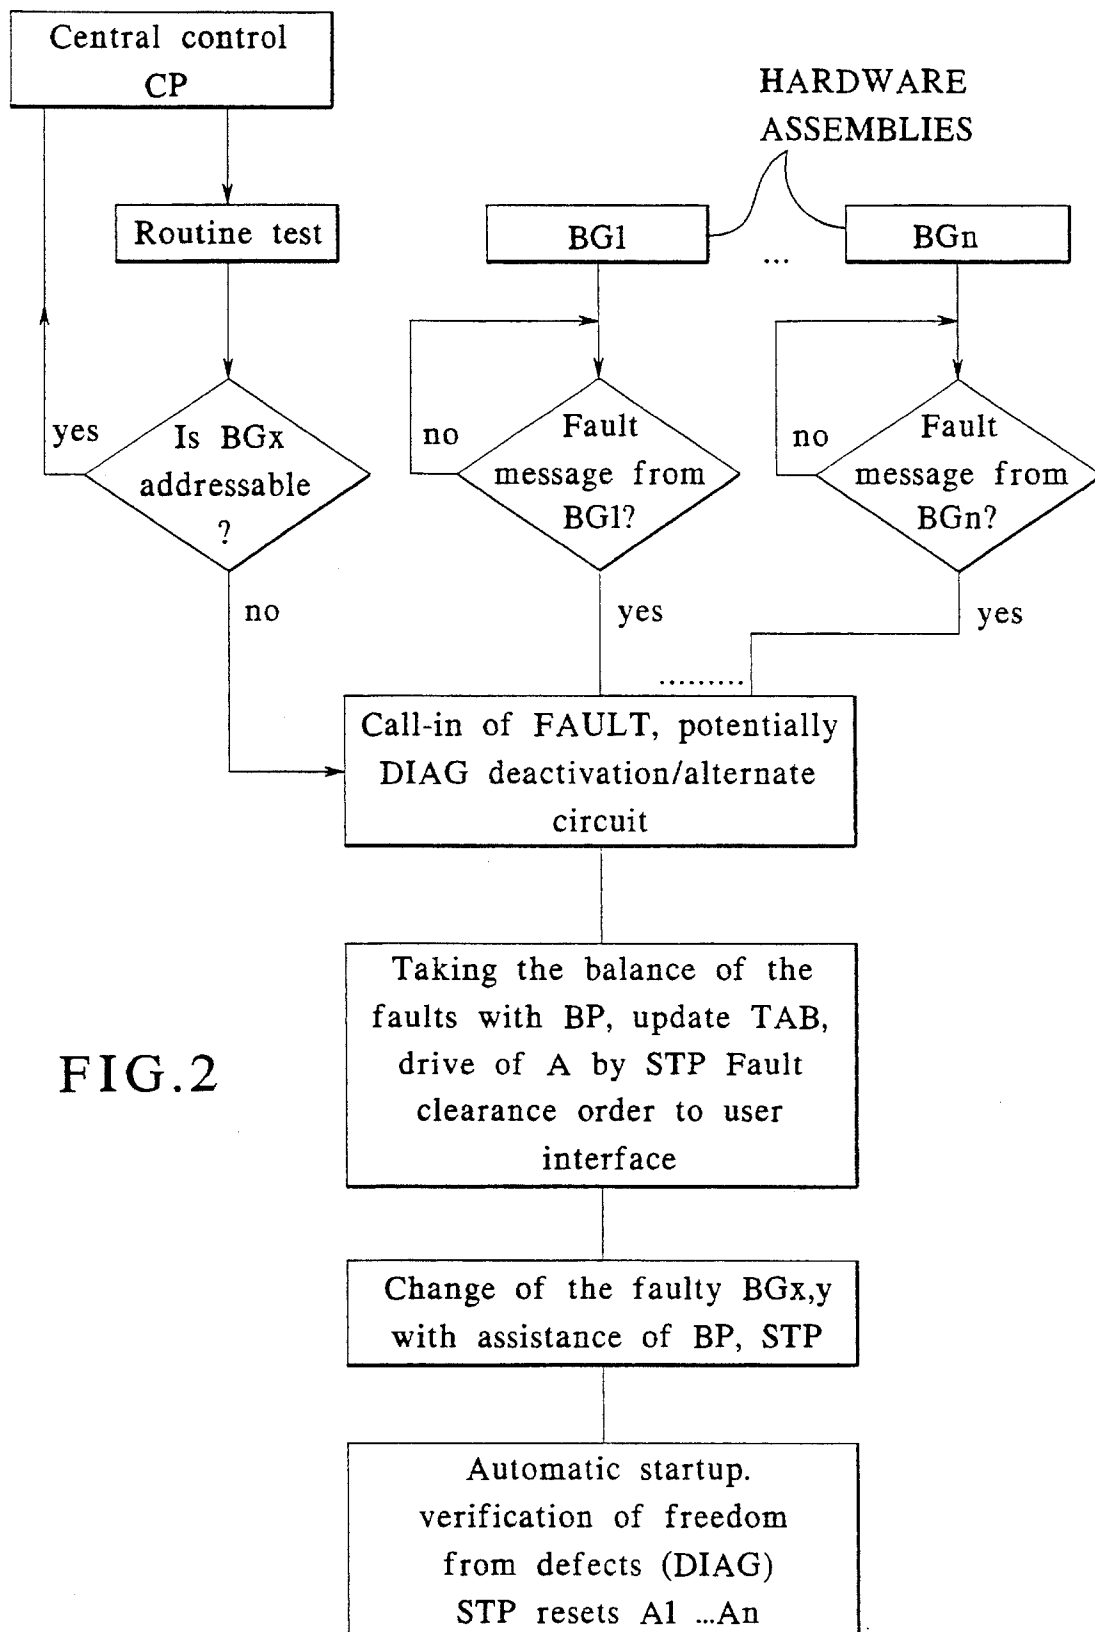 Central control
CP
HARDWARE
ASSEMBLIES
Routine test
BG1
...
BGn
yes
Is BGx
addressable
?
no
no
Fault
message from
BG1?
yes
no
Fault
message from
BGn?
yes
.........
Call-in of FAULT, potentially
DIAG deactivation/alternate
circuit
Taking the balance of the
faults with BP, update TAB,
drive of A by STP Fault
clearance order to user
interface
FIG.2
Change of the faulty BGx,y
with assistance of BP, STP
Automatic startup.
verification of freedom
from defects (DIAG)
STP resets A1 ...An